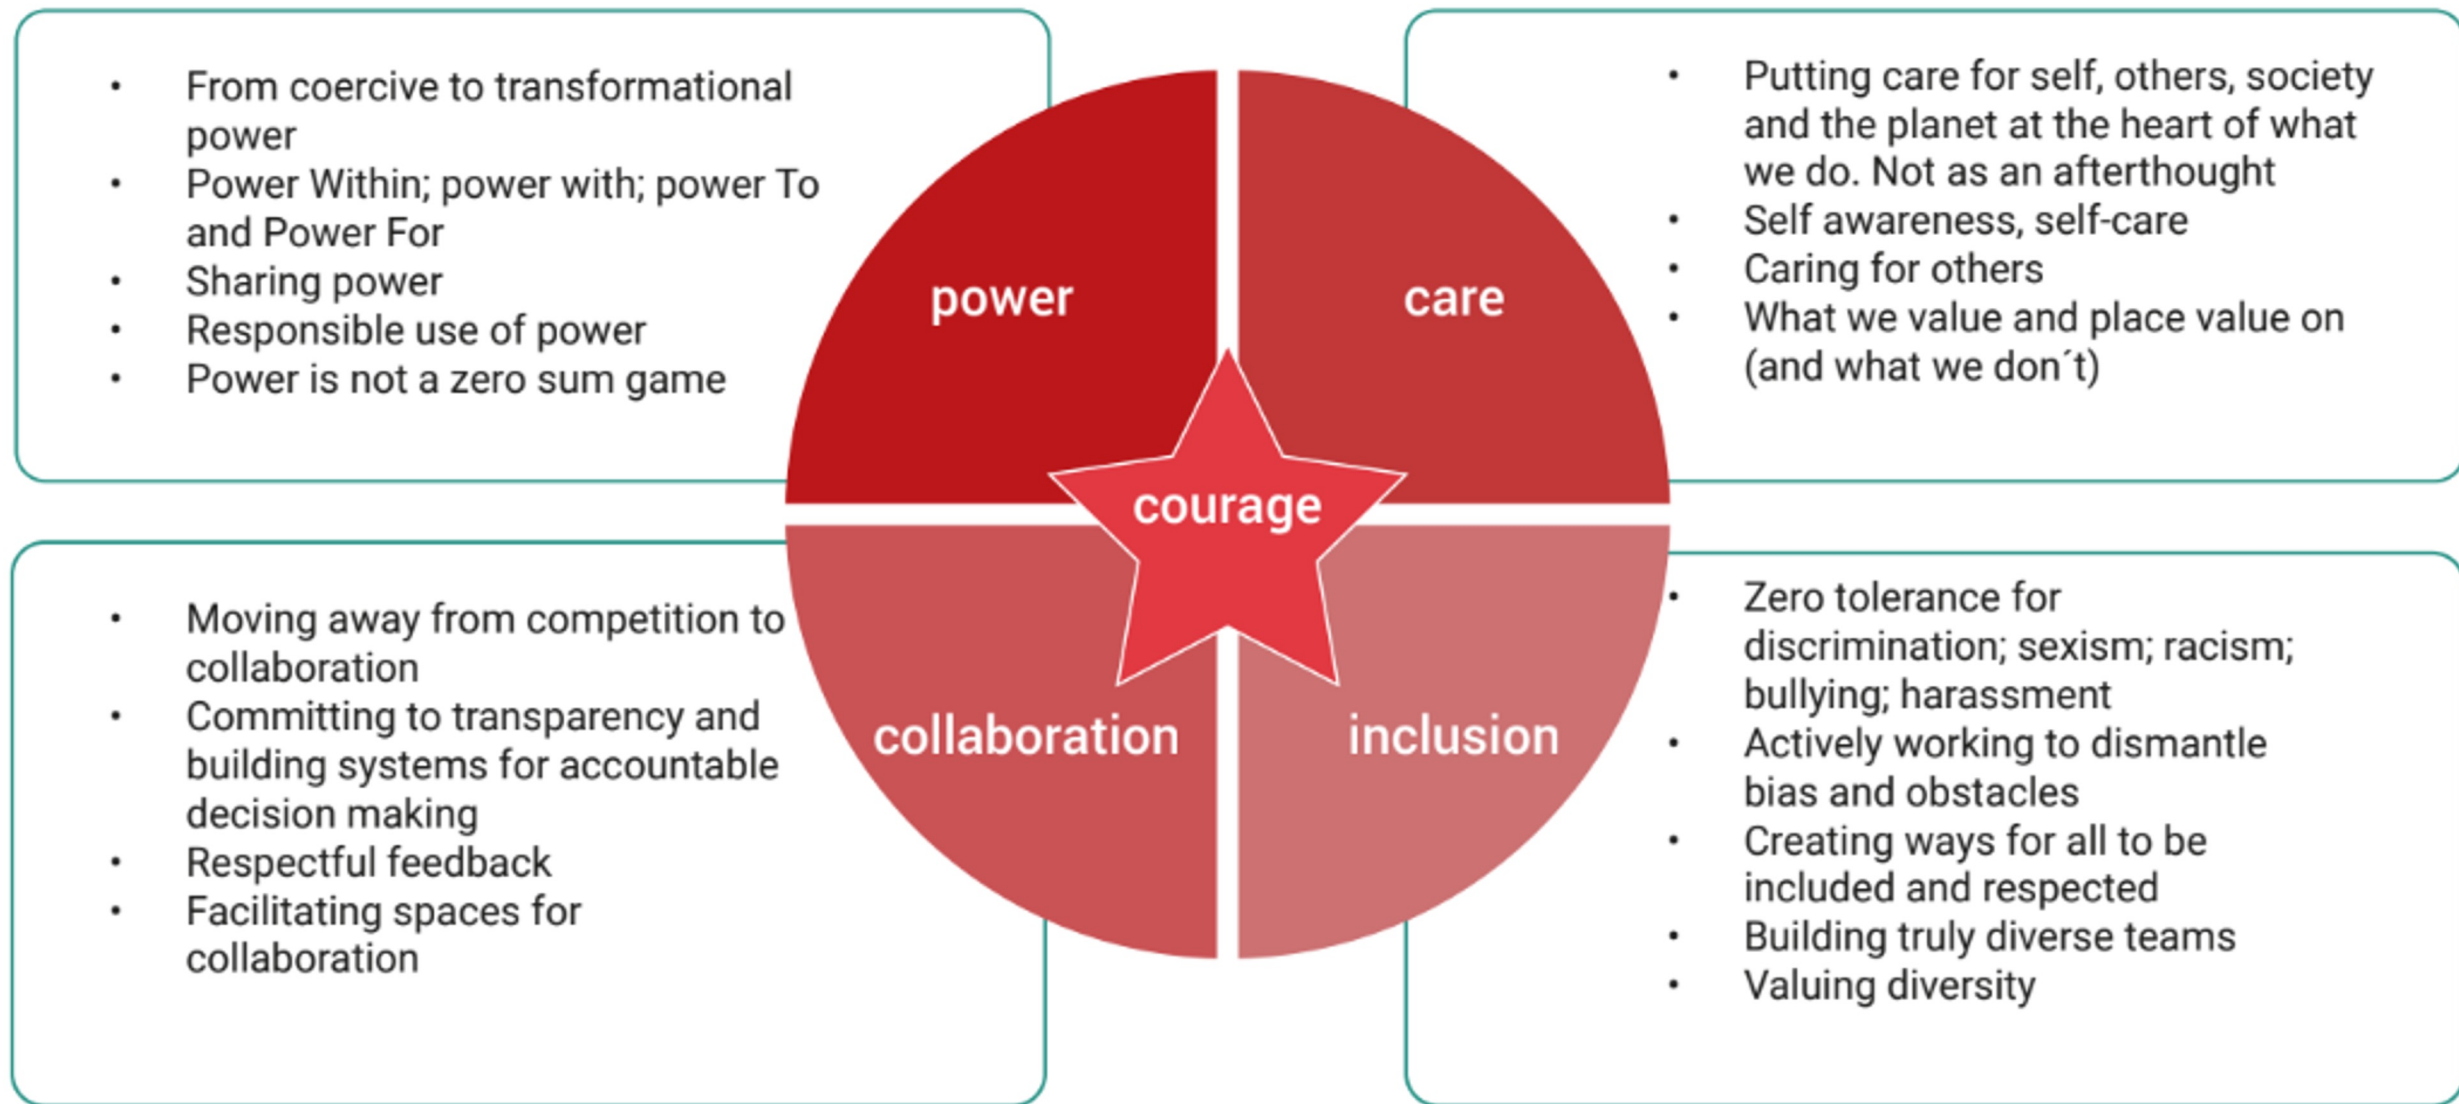 • From coercive to transformational
power
• Power Within; power with; power To
and Power For
• Sharing power
• Responsible use of power
• Power is not a zero sum game
power
care
• Putting care for self, others, society
and the planet at the heart of what
we do. Not as an afterthought
• Self awareness, self-care
• Caring for others
• What we value and place value on
(and what we don´t)
courage
• Moving away from competition to
collaboration
• Committing to transparency and
building systems for accountable
decision making
• Respectful feedback
• Facilitating spaces for
collaboration
collaboration
inclusion
• Zero tolerance for
discrimination; sexism; racism;
bullying; harassment
• Actively working to dismantle
bias and obstacles
• Creating ways for all to be
included and respected
• Building truly diverse teams
• Valuing diversity